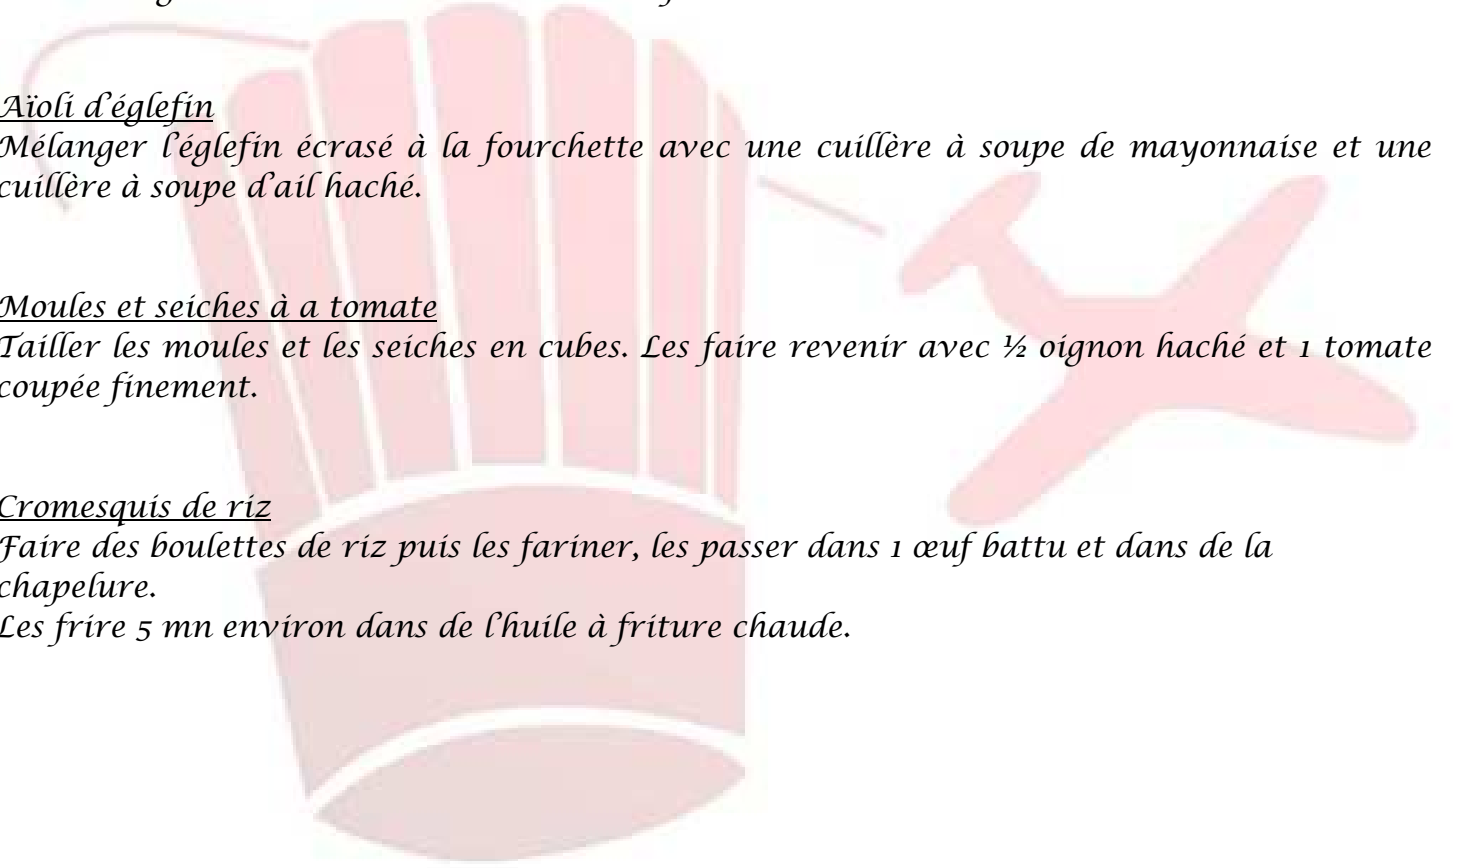 Aïoli d'églefin
Mélanger l'églefin écrasé à la fourchette avec une cuillère à soupe de mayonnaise et une
cuillère à soupe d'ail haché.
Moules et seiches à a tomate
Tailler les moules et les seiches en cubes. Les faire revenir avec ½ oignon haché et 1 tomate
coupée finement.
Cromesquis de riz
Faire des boulettes de riz puis les fariner, les passer dans 1 œuf battu et dans de la
chapelure.
Les frire 5 mn environ dans de l'huile à friture chaude.